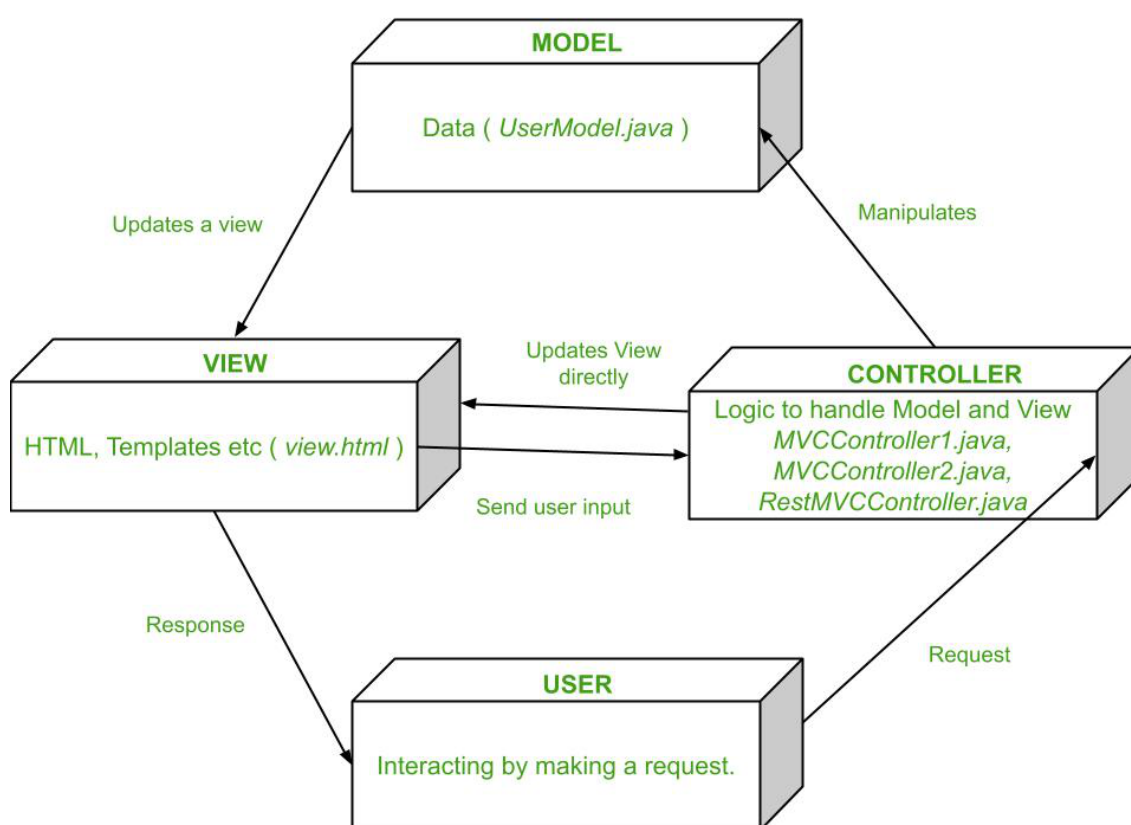 MODEL
Data ( UserModel.java )
Updates a view
Manipulates
VIEW
HTML, Templates etc ( view.html )
Updates View
directly
Send user input
CONTROLLER
Logic to handle Model and View
MVCController1.java,
MVCController2.java,
RestMVCController.java
Response
Request
USER
Interacting by making a request.